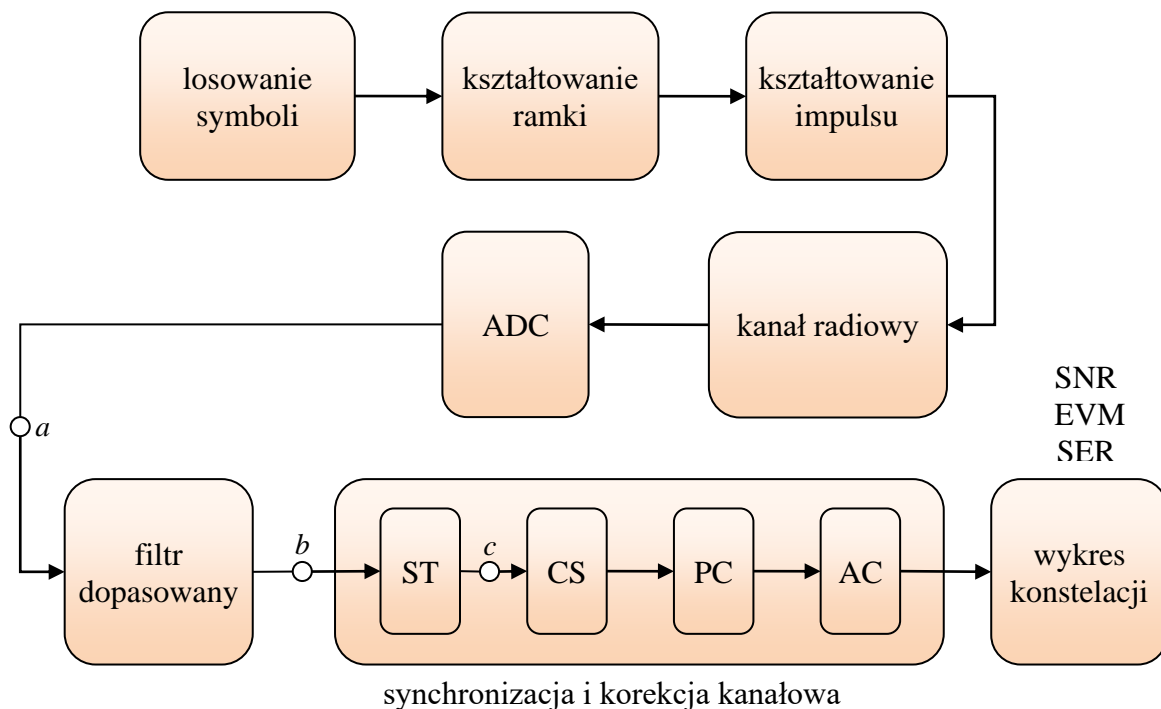 losowanie
symboli
kształtowanie
ramki
kształtowanie
impulsu
ADC
kanał radiowy
SNR
EVM
SER
a
filtr
dopasowany
b
ST
c
CS
PC
AC
wykres
konstelacji
synchronizacja i korekcja kanałowa